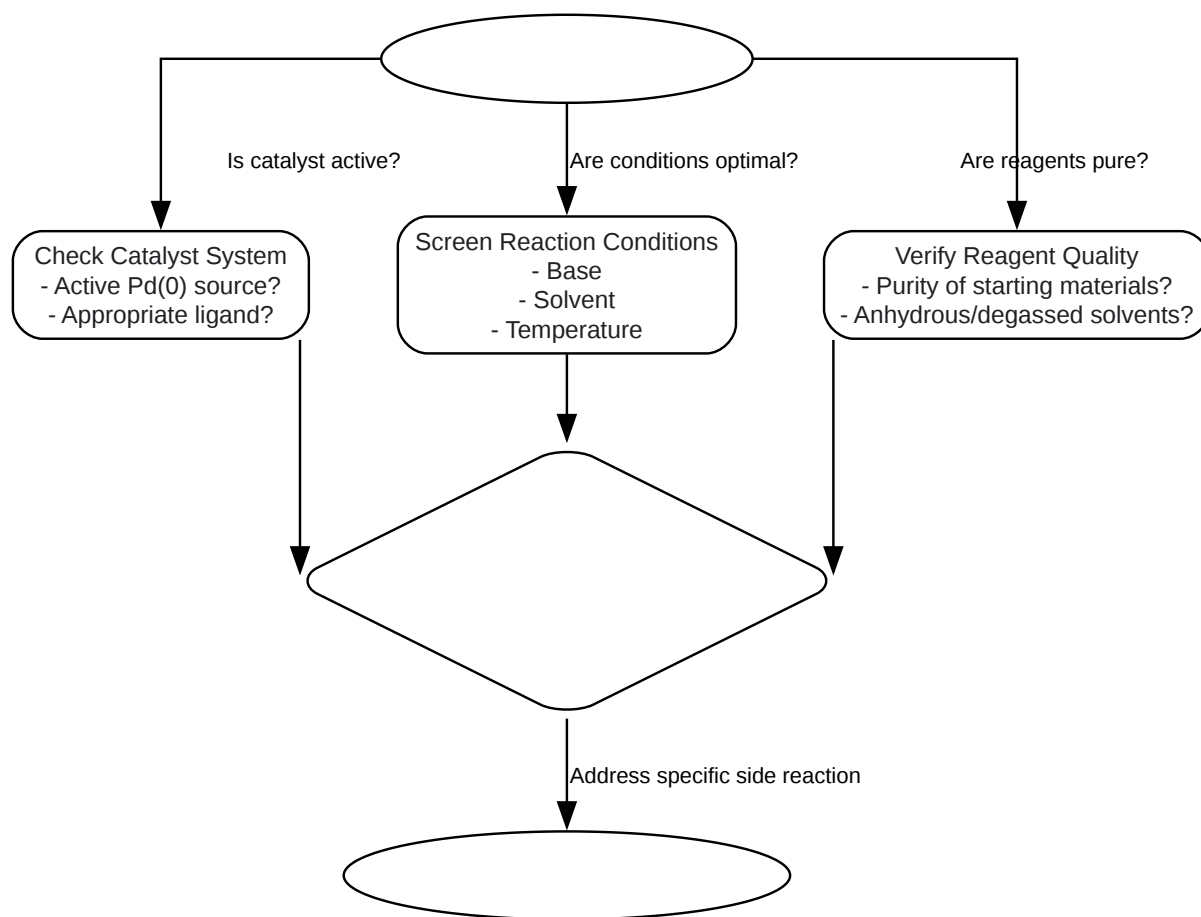 Is catalyst active?
Are conditions optimal?
Are reagents pure?
Check Catalyst System
- Active Pd(0) source?
- Appropriate ligand?
Screen Reaction Conditions
- Base
- Solvent
- Temperature
Verify Reagent Quality
- Purity of starting materials?
- Anhydrous/degassed solvents?
Address specific side reaction